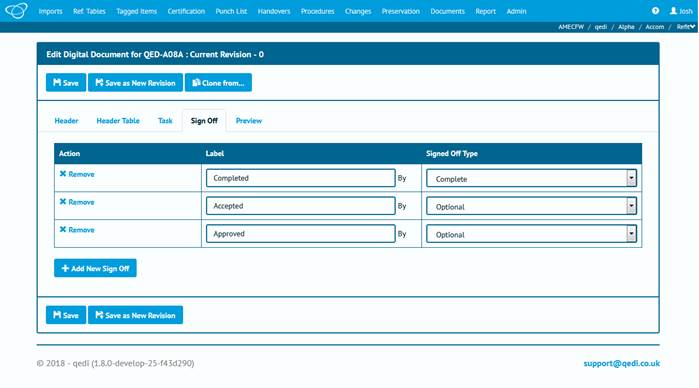 Imports Ref. Tables Tagged Items Certification Punch List Handovers Procedures Changes Preservation Documents Report Admin Josh
AMECFW / qedi / Alpha / Accom / Refit
Edit Digital Document for QED-A08A : Current Revision - 0
Save Save as New Revision Clone from...
Header Header Table Task Sign Off Preview
Action Label Signed Off Type
Remove Completed By Complete
Remove Accepted By Optional
Remove Approved By Optional
Add New Sign Off
Save Save as New Revision
© 2018 - qedi (1.8.0-develop-25-f43d290) support@qedi.co.uk